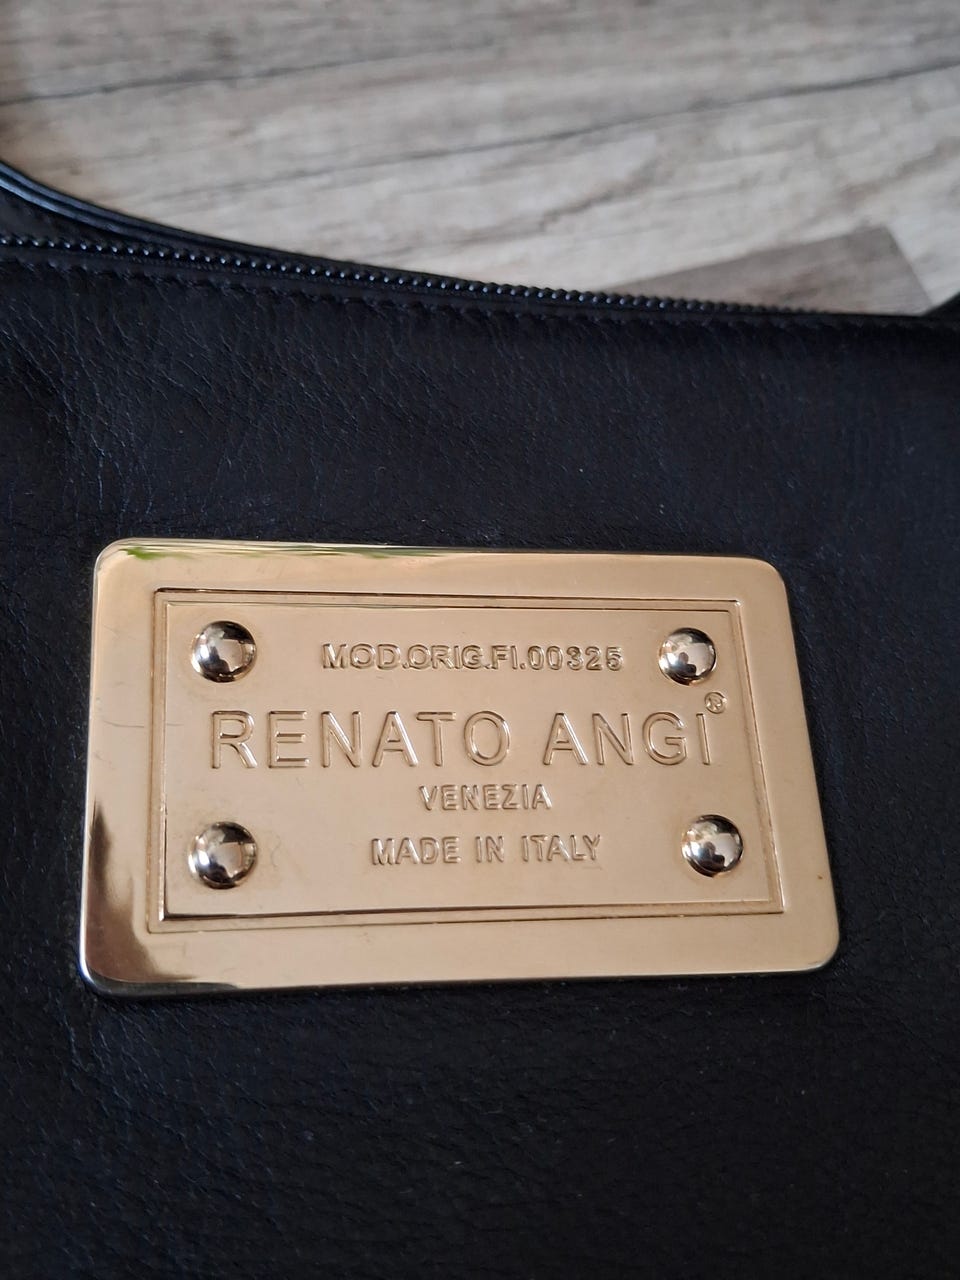 MOD.ORIG.FI.00325
RENATO ANGI®
VENEZIA
MADE IN ITALY